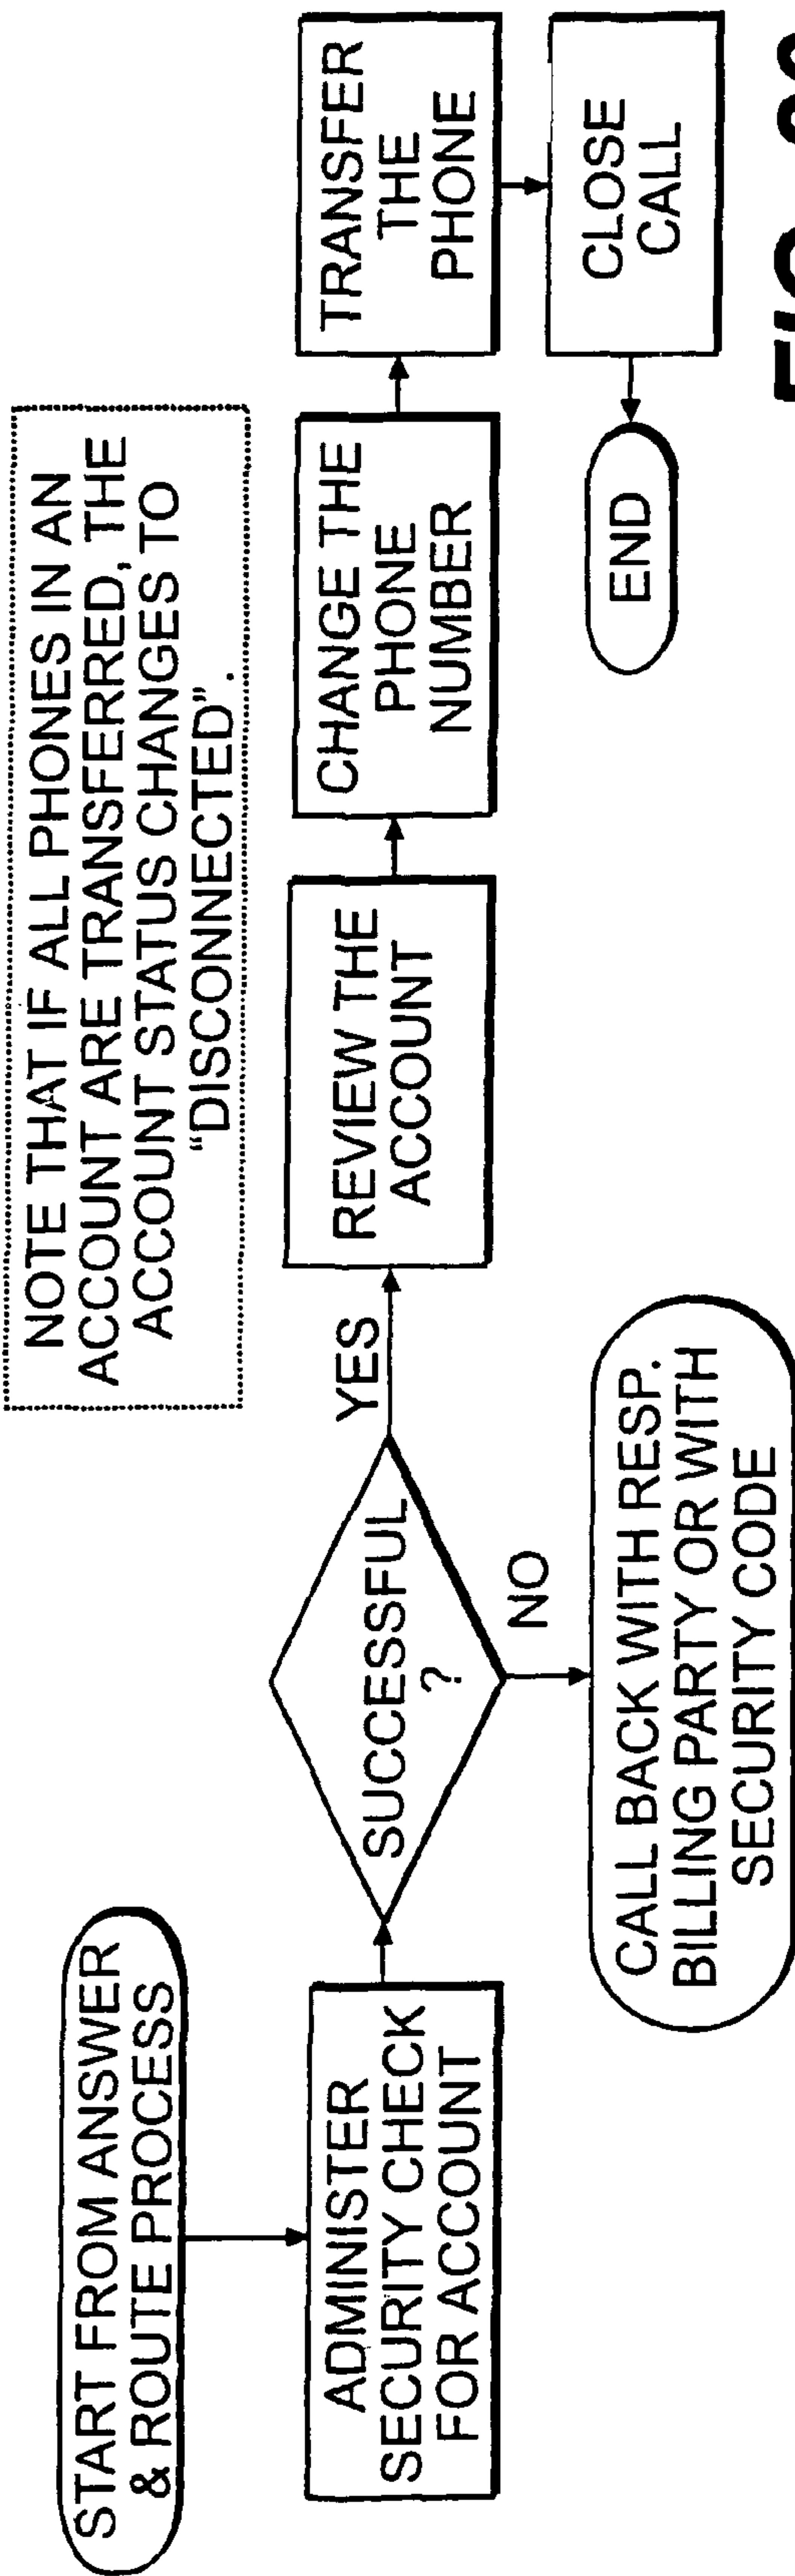 START FROM ANSWER
& ROUTE PROCESS
NOTE THAT IF ALL PHONES IN AN
ACCOUNT ARE TRANSFERRED, THE
ACCOUNT STATUS CHANGES TO
“DISCONNECTED”.
ADMINISTER
SECURITY CHECK
FOR ACCOUNT
SUCCESSFUL
?
YES
NO
REVIEW THE
ACCOUNT
CHANGE THE
PHONE
NUMBER
TRANSFER
THE
PHONE
CALL BACK WITH RESP.
BILLING PARTY OR WITH
SECURITY CODE
END
CLOSE
CALL
FIG.